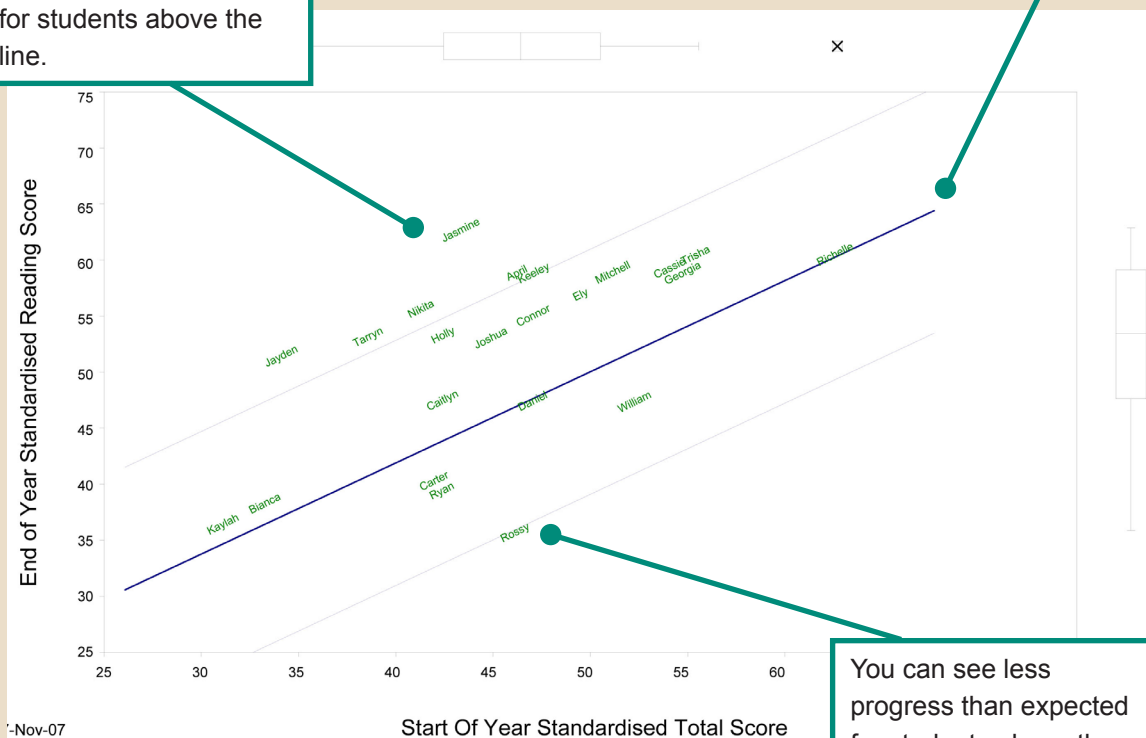 for students above the
line.
×
75
70
65
60
55
50
45
40
35
30
25
End of Year Standardised Reading Score
Jasmine
April
Keeley
Mitchell
Cassie
Trisha
Georgia
Richelle
Ely
Nikita
Connor
Holly
Joshua
Tarryn
Jayden
Caitlyn
Daniel
William
Carter
Ryan
Kaylah
Bianca
Rossy
25
30
35
40
45
50
55
60
Start Of Year Standardised Total Score
-Nov-07
You can see less
progress than expected